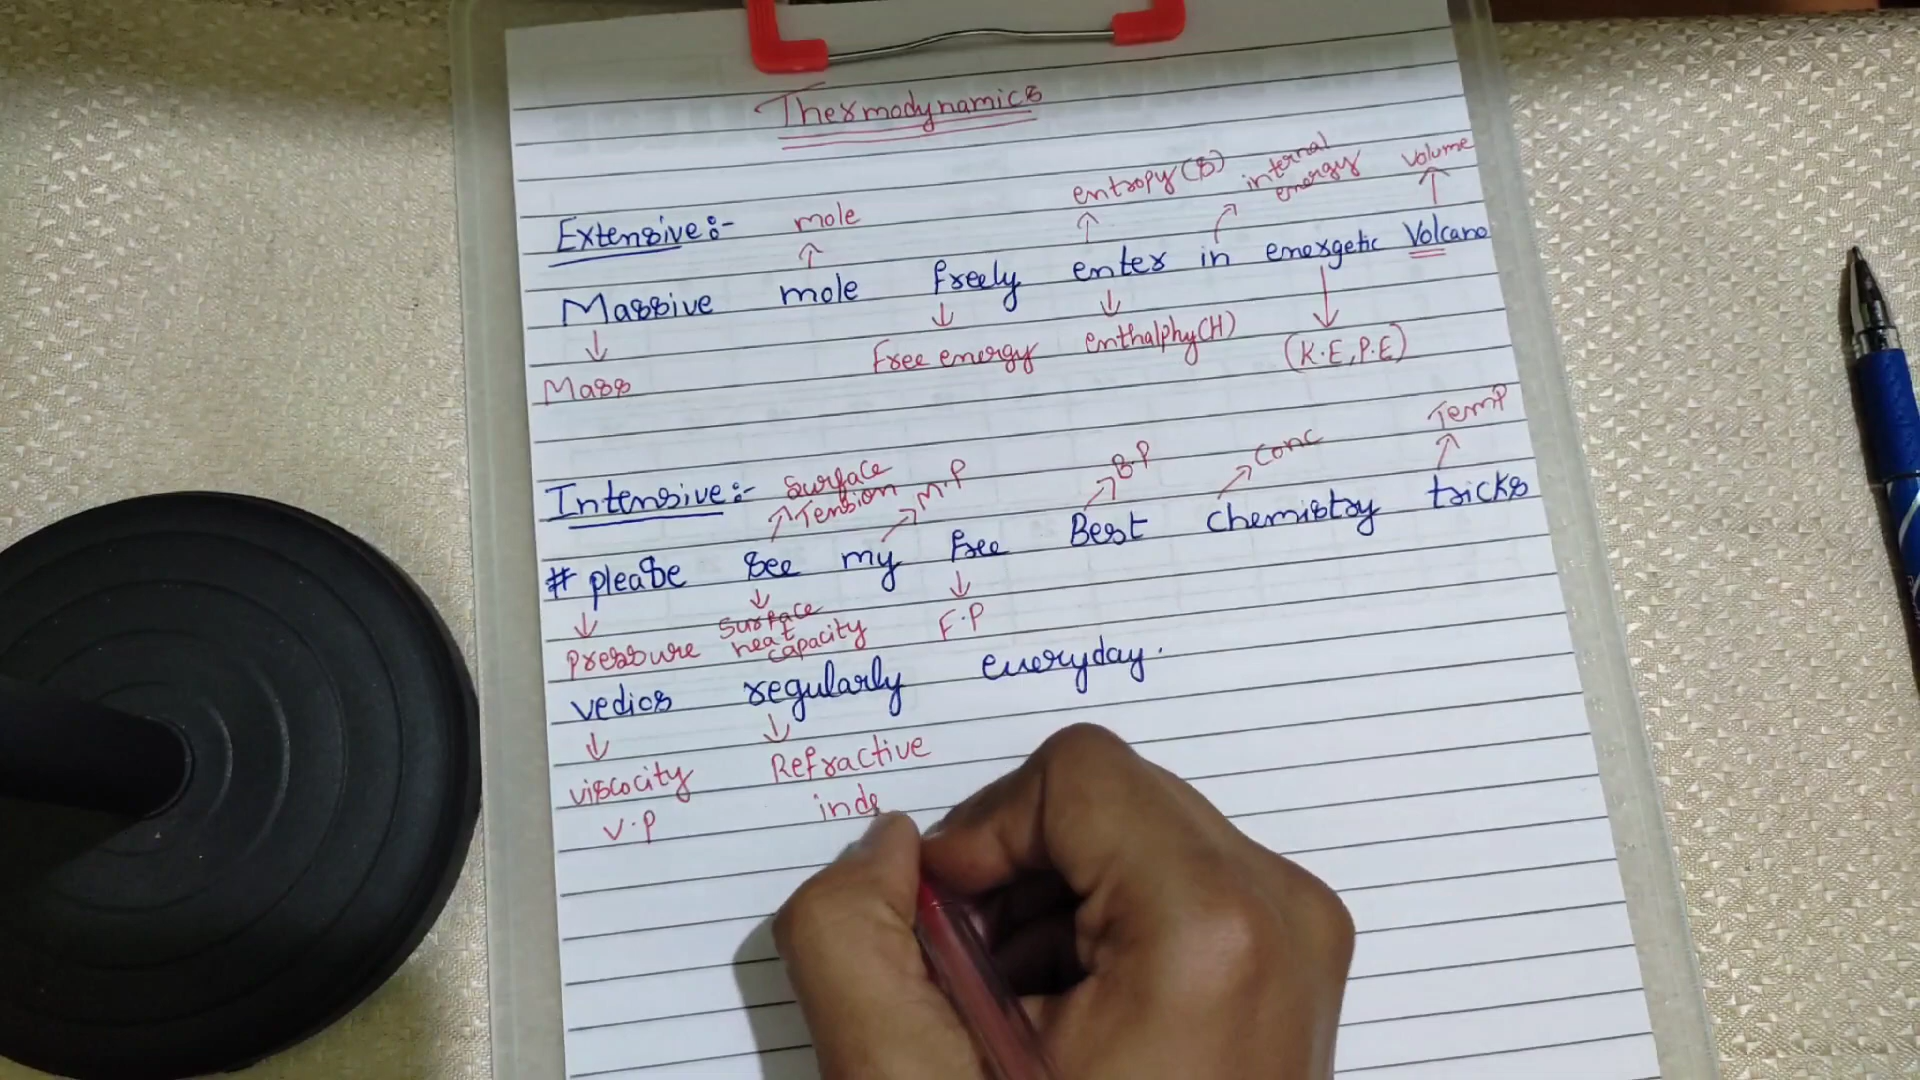 Thermodynamics
entropy (S) internal energy Volume
Extensive:- mole
Massive mole freely enter in energetic Volcano
Mass Free energy enthalphy(H) (K.E, P.E)
Temp
Surface Tension M.P B.P Conc
Intensive:-
# please see my free Best Chemistry tricks
pressure Surface heat capacity F.P
vedios regularly everyday.
viscocity Refractive
V.P inde